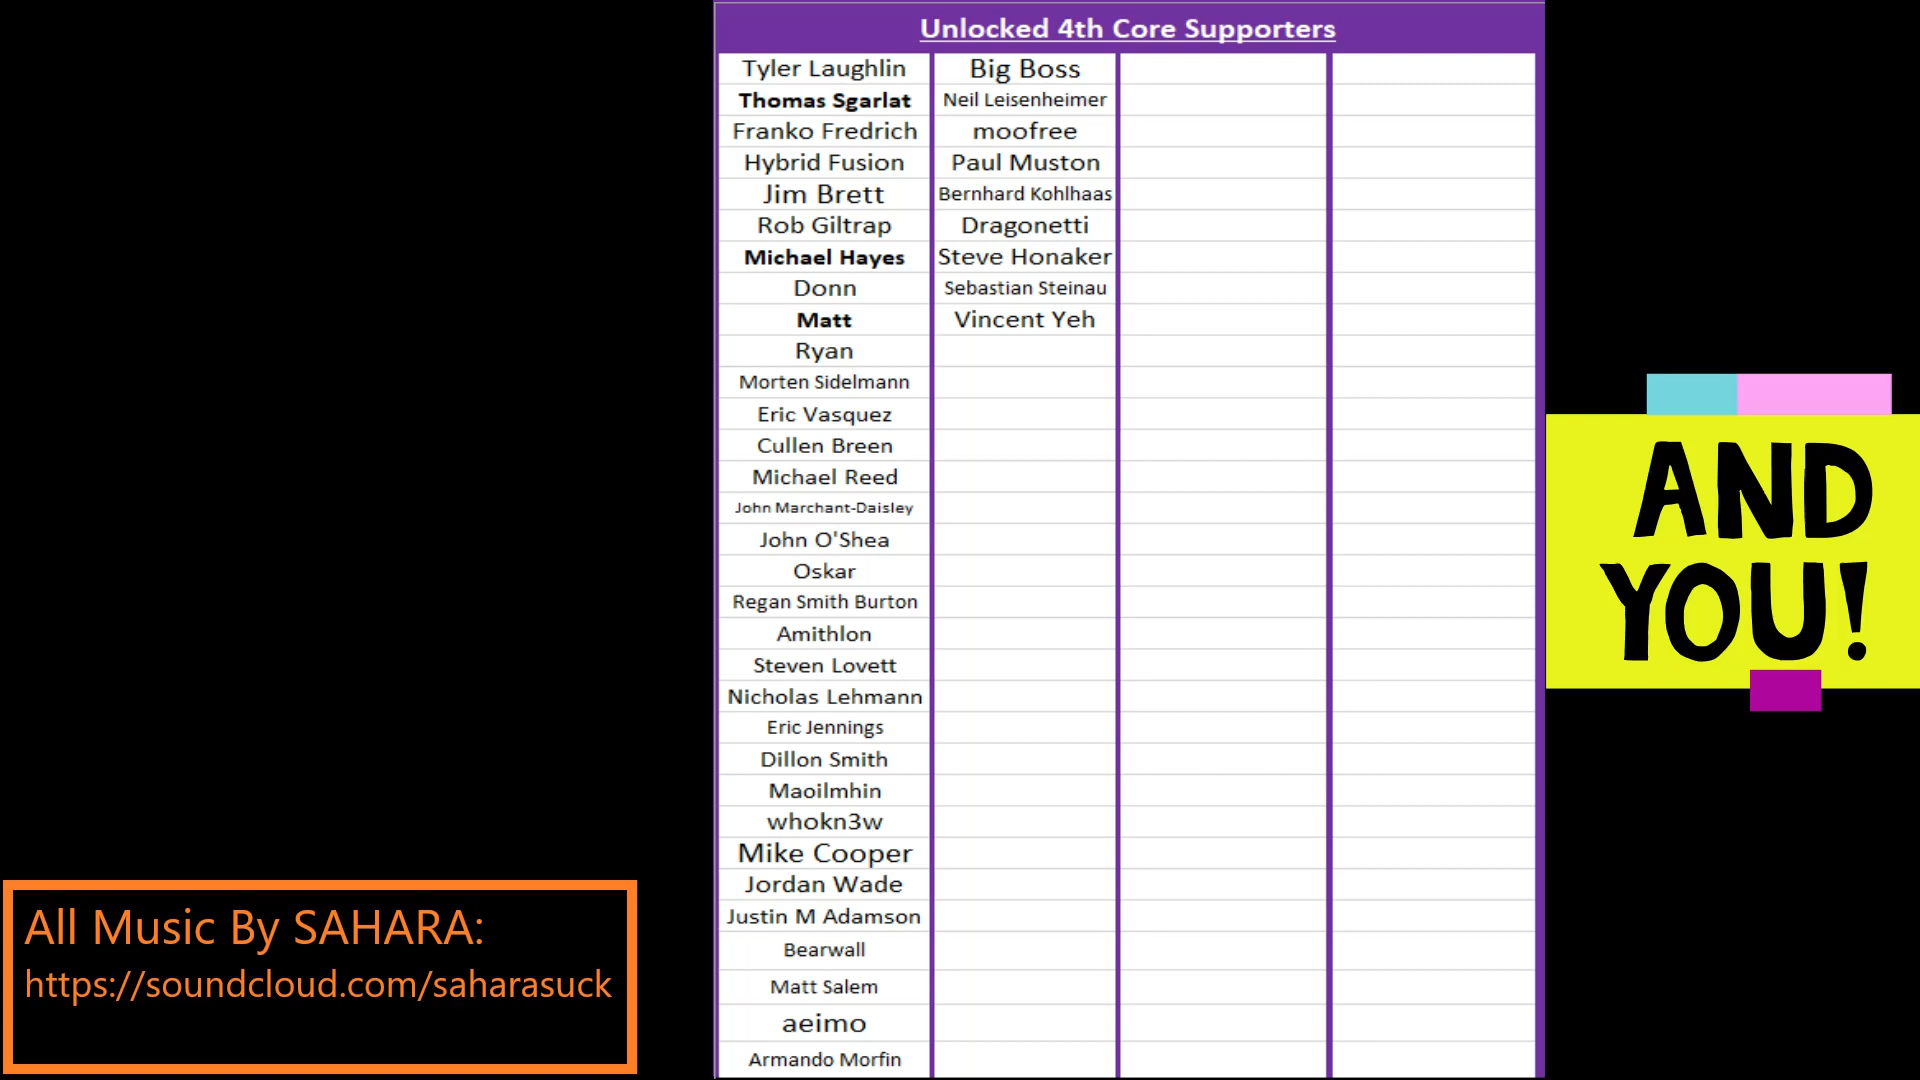 Unlocked 4th Core Supporters
Tyler Laughlin
Thomas Sgarlat
Franko Fredrich
Hybrid Fusion
Jim Brett
Rob Giltrap
Michael Hayes
Donn
Matt
Ryan
Morten Sidelmann
Eric Vasquez
Cullen Breen
Michael Reed
John Marchant-Daisley
John O'Shea
Oskar
Regan Smith Burton
Amithlon
Steven Lovett
Nicholas Lehmann
Eric Jennings
Dillon Smith
Maoilmhin
whokn3w
Mike Cooper
Jordan Wade
Justin M Adamson
Bearwall
Matt Salem
aeimo
Armando Morfin
Big Boss
Neil Leisenheimer
moofree
Paul Muston
Bernhard Kohlhaas
Dragonetti
Steve Honaker
Sebastian Steinau
Vincent Yeh
AND
YOU!
All Music By SAHARA:
https://soundcloud.com/saharasuck